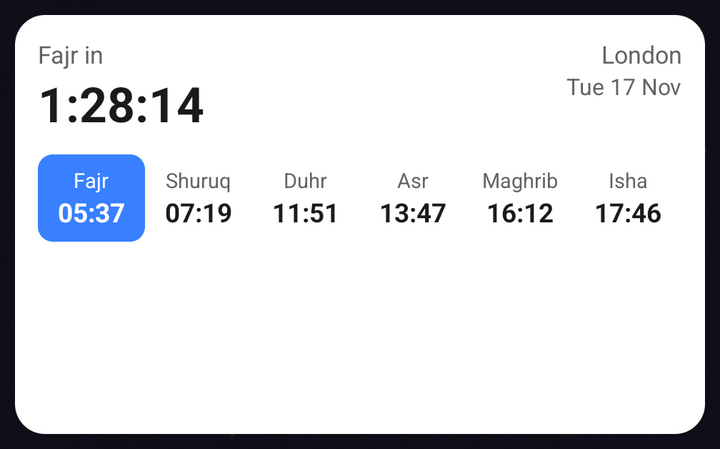 Fajr in
London
1:28:14
Tue 17 Nov
Fajr Shuruq Duhr Asr Maghrib Isha
05:37 07:19 11:51 13:47 16:12 17:46